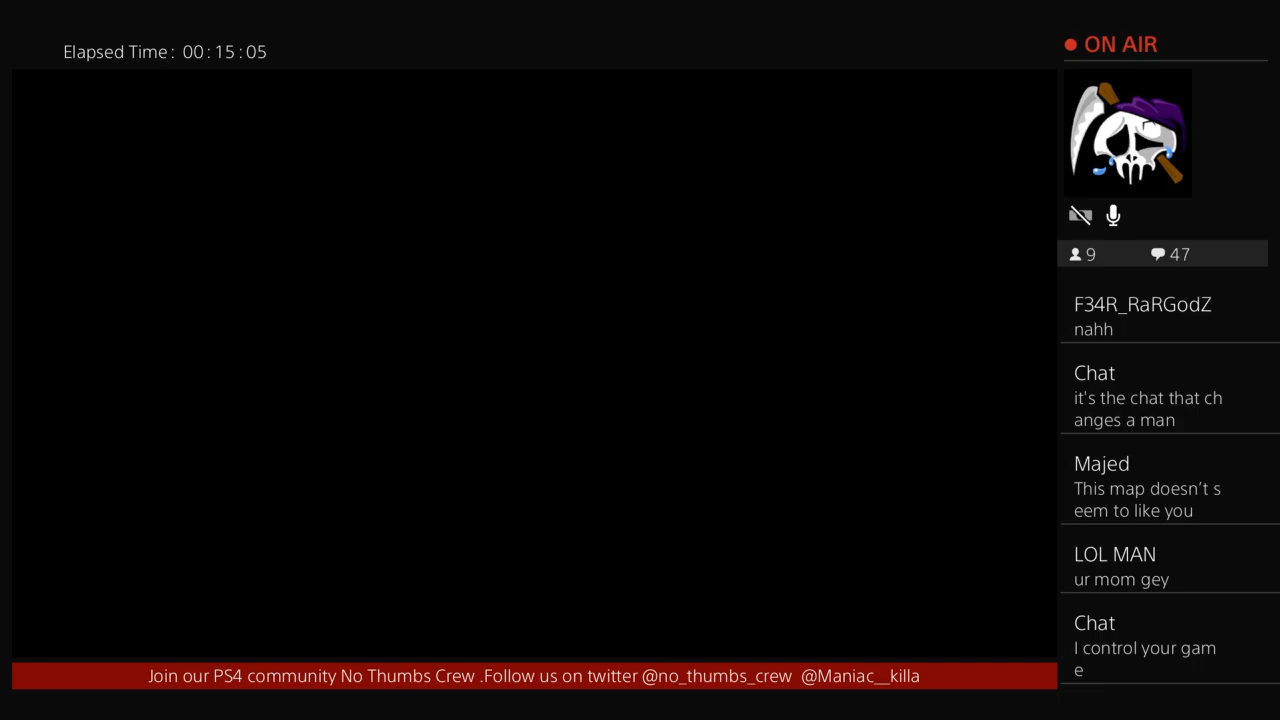 Elapsed Time: 00:15:05
ON AIR
9 47
F34R_RaRGodZ
nahh
Chat
it's the chat that ch
anges a man
Majed
This map doesn’t s
eem to like you
LOL MAN
ur mom gey
Chat
I control your gam
e
Join our PS4 community No Thumbs Crew .Follow us on twitter @no_thumbs_crew @Maniac__killa